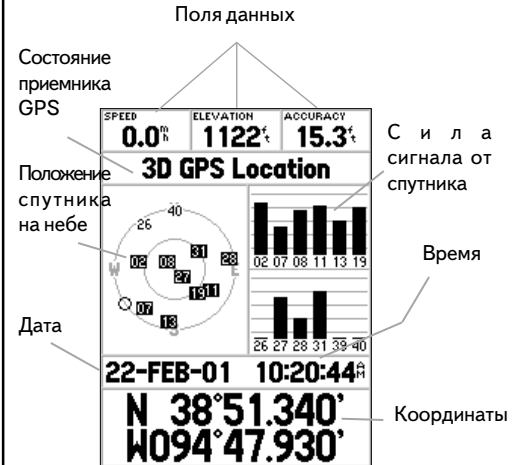 Поля данных
Состояние
приемника
GPS
SPEED ELEVATION ACCURACY
0.0 m/h 1122 ft 15.3 ft
3D GPS Location
С и л а
сигнала от
спутника
Положение
спутника
на небе
40
26
31
28
02 08
W E
27
19 11
07
13
S
02 07 08 11 13 19
26 27 28 31 39 40
Время
Дата
22-FEB-01 10:20:44 AM
N 38°51.340'
W094°47.930'
Координаты